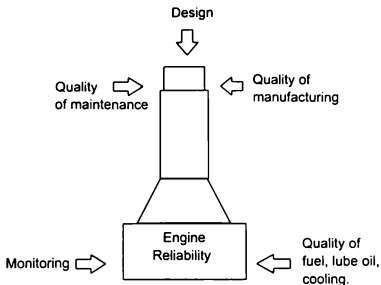 Design
Quality
of maintenance
Quality of
manufacturing
Engine
Reliability
Monitoring
Quality of
fuel, lube oil,
cooling.